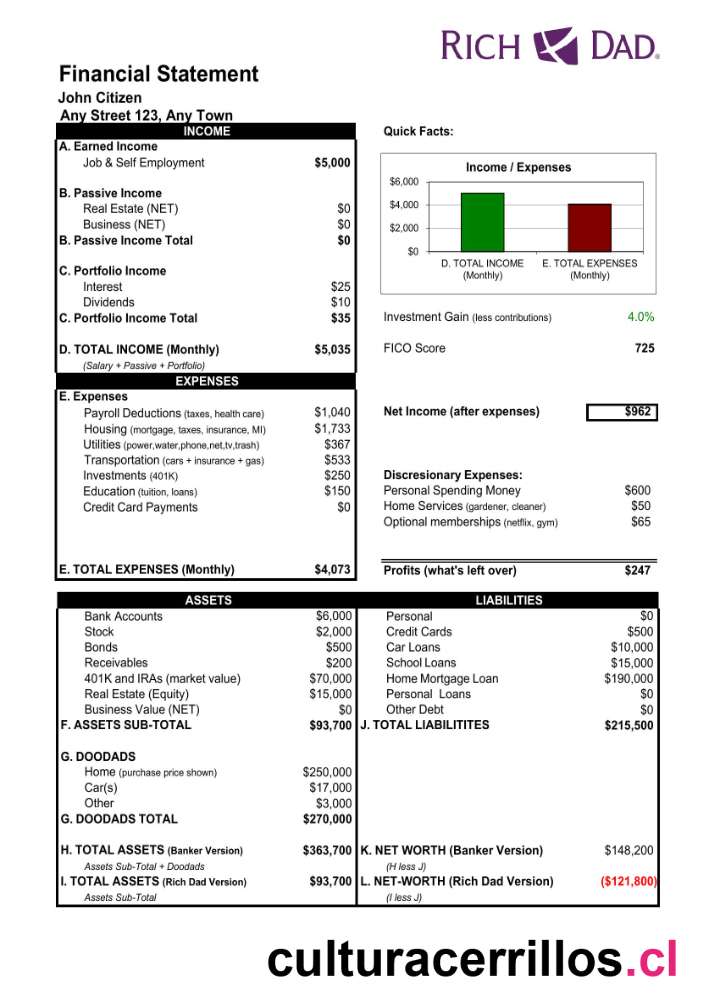 RICH DAD®
Financial Statement
John Citizen
Any Street 123, Any Town
INCOME
A. Earned Income
Job & Self Employment $5,000
B. Passive Income
Real Estate (NET) $0
Business (NET) $0
B. Passive Income Total $0
C. Portfolio Income
Interest $25
Dividends $10
C. Portfolio Income Total $35
D. TOTAL INCOME (Monthly) $5,035
(Salary + Passive + Portfolio)
EXPENSES
E. Expenses
Payroll Deductions (taxes, health care) $1,040
Housing (mortgage, taxes, insurance, MI) $1,733
Utilities (power,water,phone,net,tv,trash) $367
Transportation (cars + insurance + gas) $533
Investments (401K) $250
Education (tuition, loans) $150
Credit Card Payments $0
E. TOTAL EXPENSES (Monthly) $4,073
Quick Facts:
Income / Expenses
$6,000
$4,000
$2,000
$0
D. TOTAL INCOME E. TOTAL EXPENSES
(Monthly) (Monthly)
Investment Gain (less contributions) 4.0%
FICO Score 725
Net Income (after expenses) $962
Discresionary Expenses:
Personal Spending Money $600
Home Services (gardener, cleaner) $50
Optional memberships (netflix, gym) $65
Profits (what's left over) $247
ASSETS
Bank Accounts $6,000
Stock $2,000
Bonds $500
Receivables $200
401K and IRAs (market value) $70,000
Real Estate (Equity) $15,000
Business Value (NET) $0
F. ASSETS SUB-TOTAL $93,700
G. DOODADS
Home (purchase price shown) $250,000
Car(s) $17,000
Other $3,000
G. DOODADS TOTAL $270,000
H. TOTAL ASSETS (Banker Version) $363,700
Assets Sub-Total + Doodads
I. TOTAL ASSETS (Rich Dad Version) $93,700
Assets Sub-Total
LIABILITIES
Personal $0
Credit Cards $500
Car Loans $10,000
School Loans $15,000
Home Mortgage Loan $190,000
Personal Loans $0
Other Debt $0
J. TOTAL LIABILITITES $215,500
K. NET WORTH (Banker Version) $148,200
(H less J)
L. NET-WORTH (Rich Dad Version) ($121,800)
(I less J)
culturacerrillos.cl